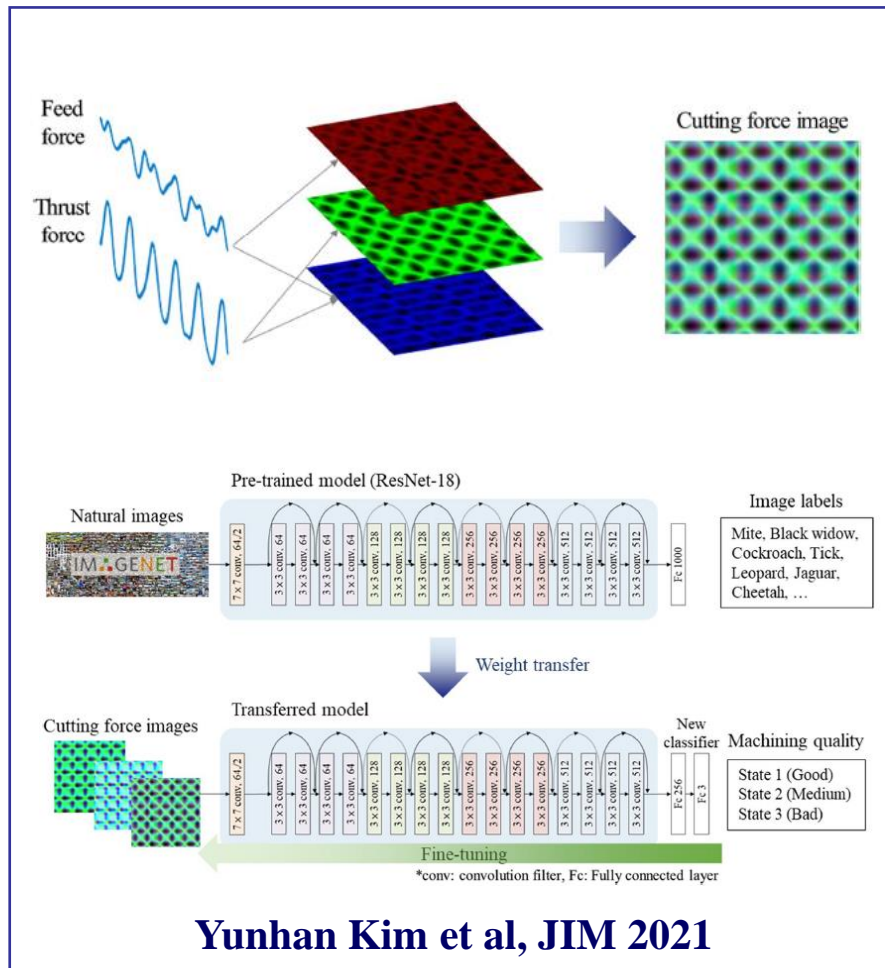 Feed
force
Thrust
force
Cutting force image
Pre-trained model (ResNet-18)
Natural images
IMAGENET
7 x 7 conv, 64/2
3 x 3 conv, 64
3 x 3 conv, 64
3 x 3 conv, 64
3 x 3 conv, 64
3 x 3 conv, 128
3 x 3 conv, 128
3 x 3 conv, 128
3 x 3 conv, 128
3 x 3 conv, 256
3 x 3 conv, 256
3 x 3 conv, 256
3 x 3 conv, 256
3 x 3 conv, 512
3 x 3 conv, 512
3 x 3 conv, 512
3 x 3 conv, 512
Fc 1000
Image labels
Mite, Black widow,
Cockroach, Tick,
Leopard, Jaguar,
Cheetah, …
Weight transfer
Cutting force images
Transferred model
7 x 7 conv, 64/2
3 x 3 conv, 64
3 x 3 conv, 64
3 x 3 conv, 64
3 x 3 conv, 64
3 x 3 conv, 128
3 x 3 conv, 128
3 x 3 conv, 128
3 x 3 conv, 128
3 x 3 conv, 256
3 x 3 conv, 256
3 x 3 conv, 256
3 x 3 conv, 256
3 x 3 conv, 512
3 x 3 conv, 512
3 x 3 conv, 512
3 x 3 conv, 512
New
classifier
Fc 256
Fc 3
Machining quality
State 1 (Good)
State 2 (Medium)
State 3 (Bad)
Fine-tuning
*conv: convolution filter, Fc: Fully connected layer
Yunhan Kim et al, JIM 2021